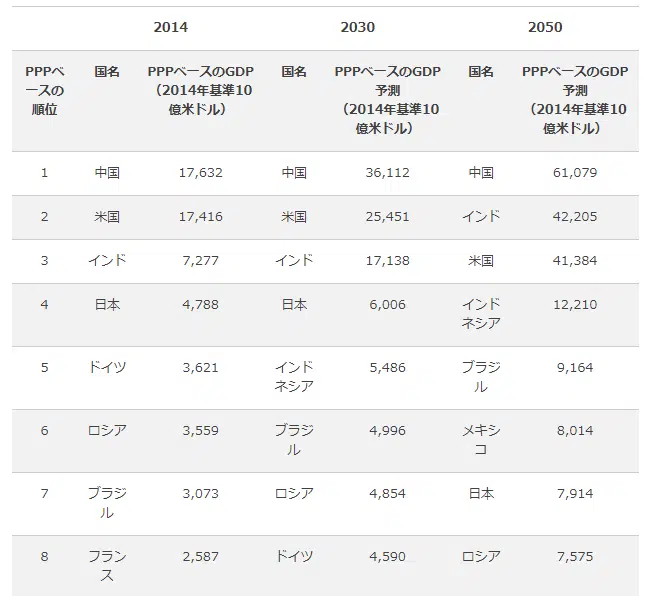 2014 2030 2050
PPPベ 国名 PPPベースのGDP 国名 PPPベースのGDP 国名 PPPベースのGDP
ースの (2014年基準10 予測 予測
順位 億米ドル) (2014年基準10 (2014年基準10
億米ドル) 億米ドル)
1 中国 17,632 中国 36,112 中国 61,079
2 米国 17,416 米国 25,451 インド 42,205
3 インド 7,277 インド 17,138 米国 41,384
4 日本 4,788 日本 6,006 インド 12,210
ネシア
5 ドイツ 3,621 インド 5,486 ブラジ 9,164
ネシア ル
6 ロシア 3,559 ブラジ 4,996 メキシ 8,014
ル コ
7 ブラジ 3,073 ロシア 4,854 日本 7,914
ル
8 フラン 2,587 ドイツ 4,590 ロシア 7,575
ス